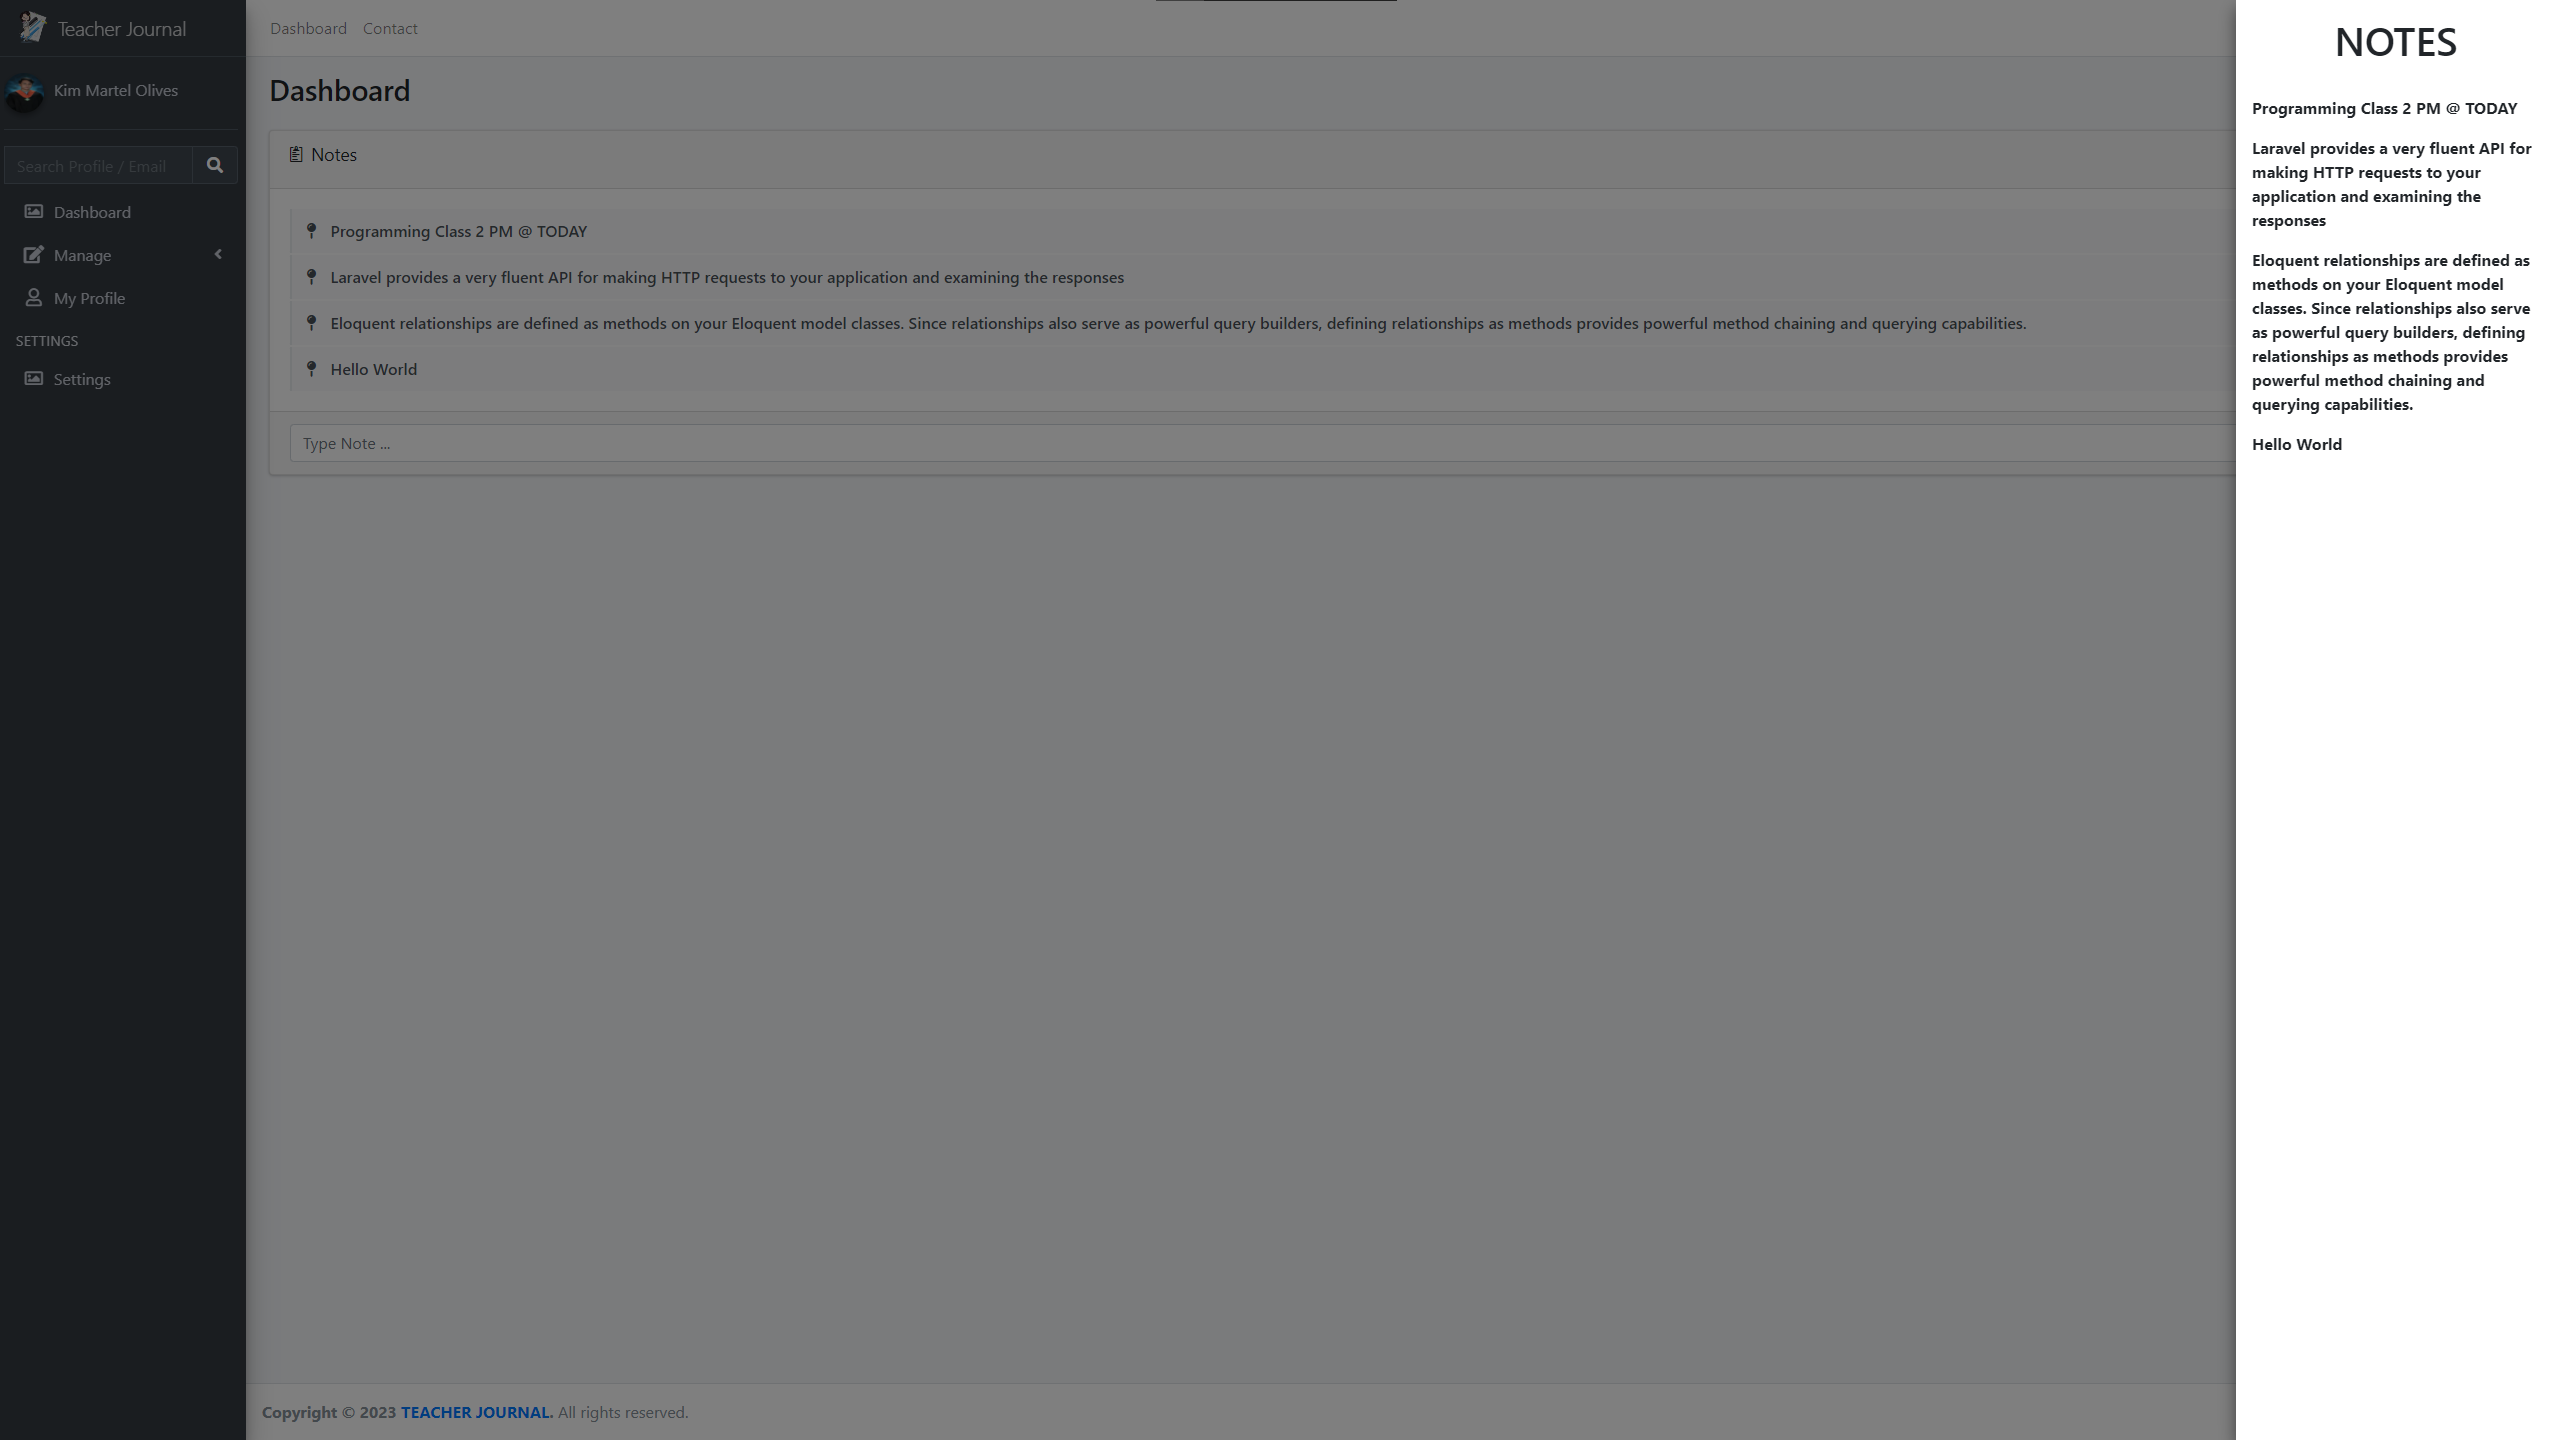 Teacher Journal
Kim Martel Olives
Search Profile / Email
Dashboard
Manage
My Profile
SETTINGS
Settings
Dashboard Contact
Dashboard
Notes
Programming Class 2 PM @ TODAY
Laravel provides a very fluent API for making HTTP requests to your application and examining the responses
Eloquent relationships are defined as methods on your Eloquent model classes. Since relationships also serve as powerful query builders, defining relationships as methods provides powerful method chaining and querying capabilities.
Hello World
Type Note ...
Copyright © 2023 TEACHER JOURNAL. All rights reserved.
NOTES
Programming Class 2 PM @ TODAY
Laravel provides a very fluent API for
making HTTP requests to your
application and examining the
responses
Eloquent relationships are defined as
methods on your Eloquent model
classes. Since relationships also serve
as powerful query builders, defining
relationships as methods provides
powerful method chaining and
querying capabilities.
Hello World